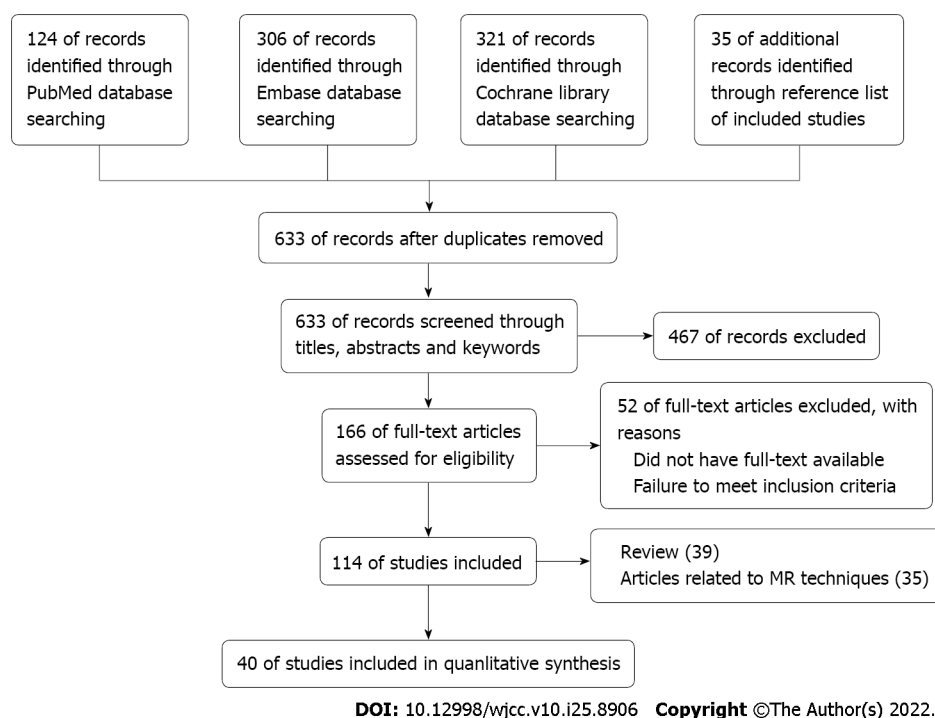 124 of records
identified through
PubMed database
searching
306 of records
identified through
Embase database
searching
321 of records
identified through
Cochrane library
database searching
35 of additional
records identified
through reference list
of included studies
633 of records after duplicates removed
633 of records screened through
titles, abstracts and keywords
467 of records excluded
166 of full-text articles
assessed for eligibility
52 of full-text articles excluded, with
reasons
Did not have full-text available
Failure to meet inclusion criteria
114 of studies included
Review (39)
Articles related to MR techniques (35)
40 of studies included in quanlitative synthesis
DOI: 10.12998/wjcc.v10.i25.8906 Copyright ©The Author(s) 2022.